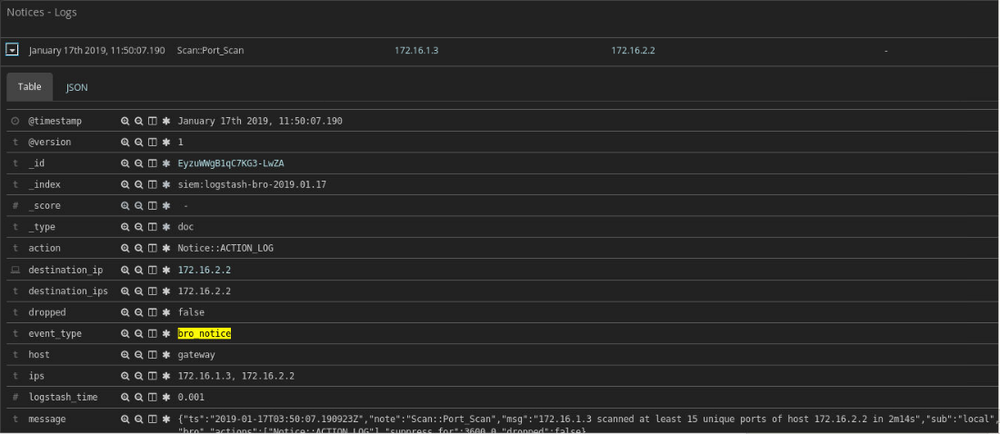 Notices - Logs
January 17th 2019, 11:50:07.190 Scan::Port_Scan 172.16.1.3 172.16.2.2 -
Table JSON
@timestamp January 17th 2019, 11:50:07.190
t @version 1
t _id EyzuWWgB1qC7KG3-LwZA
t _index siem:logstash-bro-2019.01.17
# _score -
t _type doc
t action Notice::ACTION_LOG
destination_ip 172.16.2.2
t destination_ips 172.16.2.2
t dropped false
t event_type bro_notice
t host gateway
t ips 172.16.1.3, 172.16.2.2
# logstash_time 0.001
t message {"ts":"2019-01-17T03:50:07.190923Z","note":"Scan::Port_Scan","msg":"172.16.1.3 scanned at least 15 unique ports of host 172.16.2.2 in 2m14s","sub":"local",
"bro","actions":["Notice::ACTION_LOG"],"suppress_for":3600.0,"dropped":false}